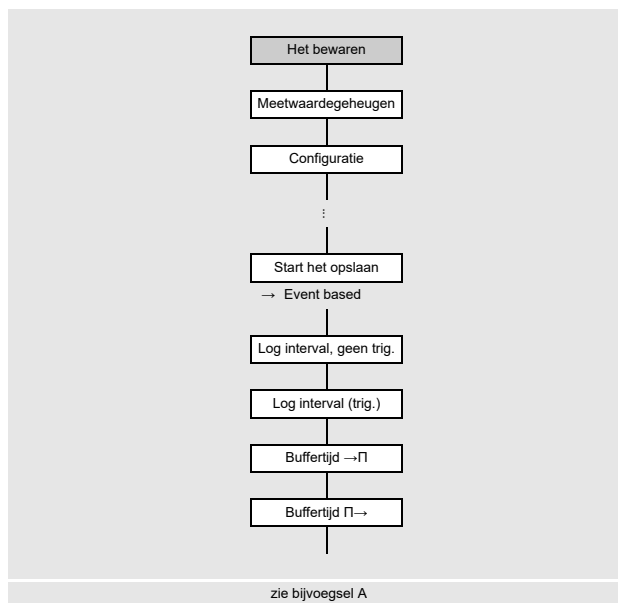 Het bewaren
Meetwaardegeheugen
Configuratie
⋮
Start het opslaan
→ Event based
Log interval, geen trig.
Log interval (trig.)
Buffertijd →Π
Buffertijd Π→
zie bijvoegsel A